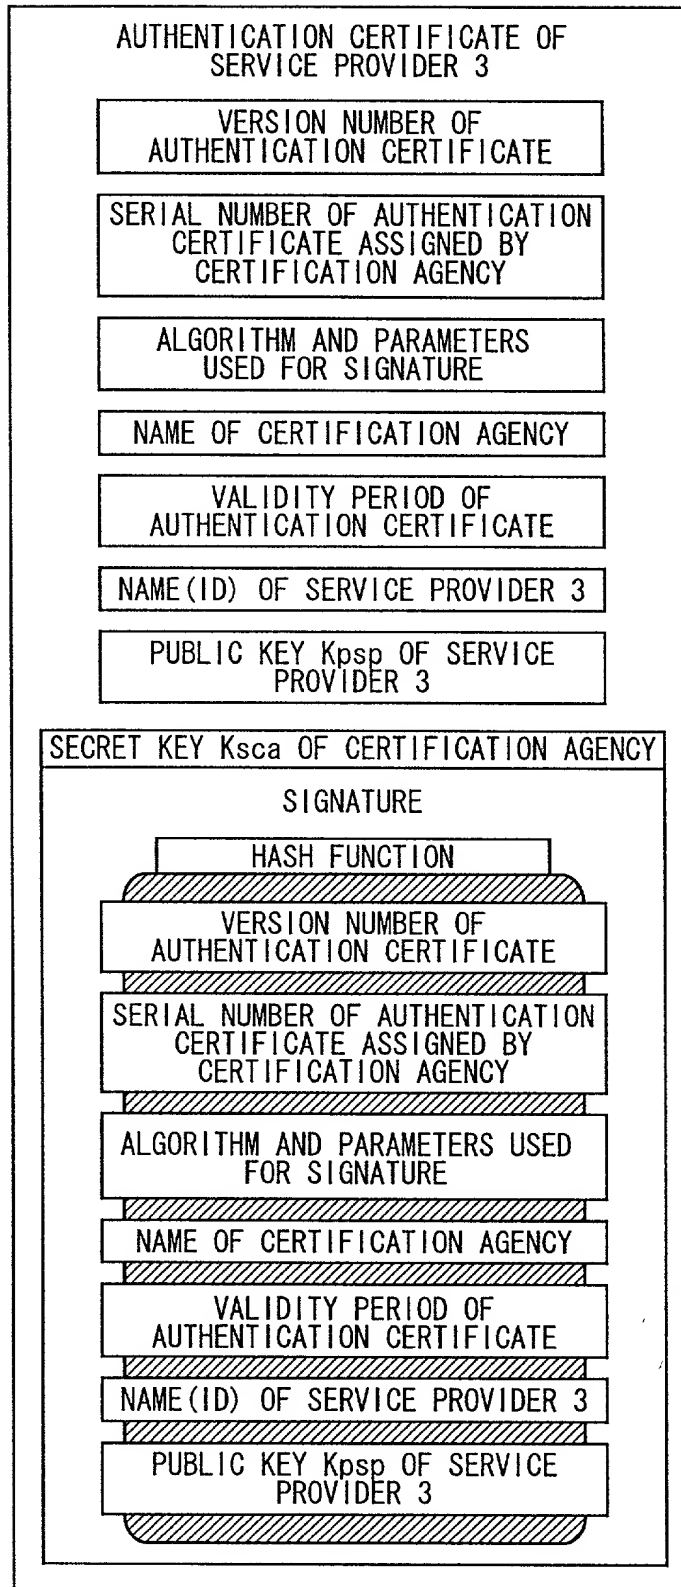 AUTHENTICATION CERTIFICATE OF
SERVICE PROVIDER 3
VERSION NUMBER OF
AUTHENTICATION CERTIFICATE
SERIAL NUMBER OF AUTHENTICATION
CERTIFICATE ASSIGNED BY
CERTIFICATION AGENCY
ALGORITHM AND PARAMETERS
USED FOR SIGNATURE
NAME OF CERTIFICATION AGENCY
VALIDITY PERIOD OF
AUTHENTICATION CERTIFICATE
NAME(ID) OF SERVICE PROVIDER 3
PUBLIC KEY Kpsp OF SERVICE
PROVIDER 3
SECRET KEY Ksca OF CERTIFICATION AGENCY
SIGNATURE
HASH FUNCTION
VERSION NUMBER OF
AUTHENTICATION CERTIFICATE
SERIAL NUMBER OF AUTHENTICATION
CERTIFICATE ASSIGNED BY
CERTIFICATION AGENCY
ALGORITHM AND PARAMETERS USED
FOR SIGNATURE
NAME OF CERTIFICATION AGENCY
VALIDITY PERIOD OF
AUTHENTICATION CERTIFICATE
NAME(ID) OF SERVICE PROVIDER 3
PUBLIC KEY Kpsp OF SERVICE
PROVIDER 3